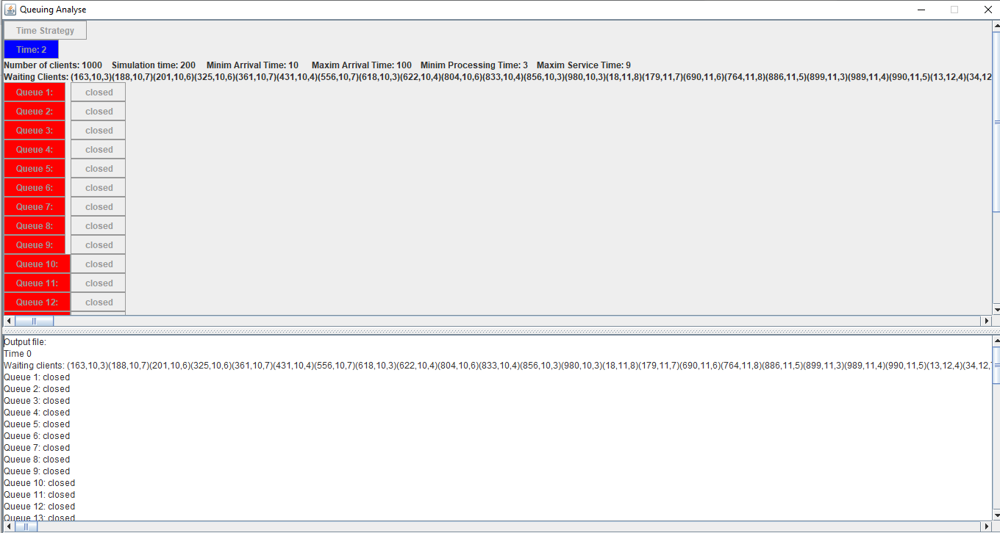 Queuing Analyse
Time Strategy
Time: 2
Number of clients: 1000 Simulation time: 200 Minim Arrival Time: 10 Maxim Arrival Time: 100 Minim Processing Time: 3 Maxim Service Time: 9
Waiting Clients: (163,10,3)(188,10,7)(201,10,6)(325,10,6)(361,10,7)(431,10,4)(556,10,7)(618,10,3)(622,10,4)(804,10,6)(833,10,4)(856,10,3)(980,10,3)(18,11,8)(179,11,7)(690,11,6)(764,11,8)(886,11,5)(899,11,3)(989,11,4)(990,11,5)(13,12,4)(34,12
Queue 1: closed
Queue 2: closed
Queue 3: closed
Queue 4: closed
Queue 5: closed
Queue 6: closed
Queue 7: closed
Queue 8: closed
Queue 9: closed
Queue 10: closed
Queue 11: closed
Queue 12: closed
Output file:
Time 0
Waiting clients: (163,10,3)(188,10,7)(201,10,6)(325,10,6)(361,10,7)(431,10,4)(556,10,7)(618,10,3)(622,10,4)(804,10,6)(833,10,4)(856,10,3)(980,10,3)(18,11,8)(179,11,7)(690,11,6)(764,11,8)(886,11,5)(899,11,3)(989,11,4)(990,11,5)(13,12,4)(34,12,
Queue 1: closed
Queue 2: closed
Queue 3: closed
Queue 4: closed
Queue 5: closed
Queue 6: closed
Queue 7: closed
Queue 8: closed
Queue 9: closed
Queue 10: closed
Queue 11: closed
Queue 12: closed
Queue 13: closed